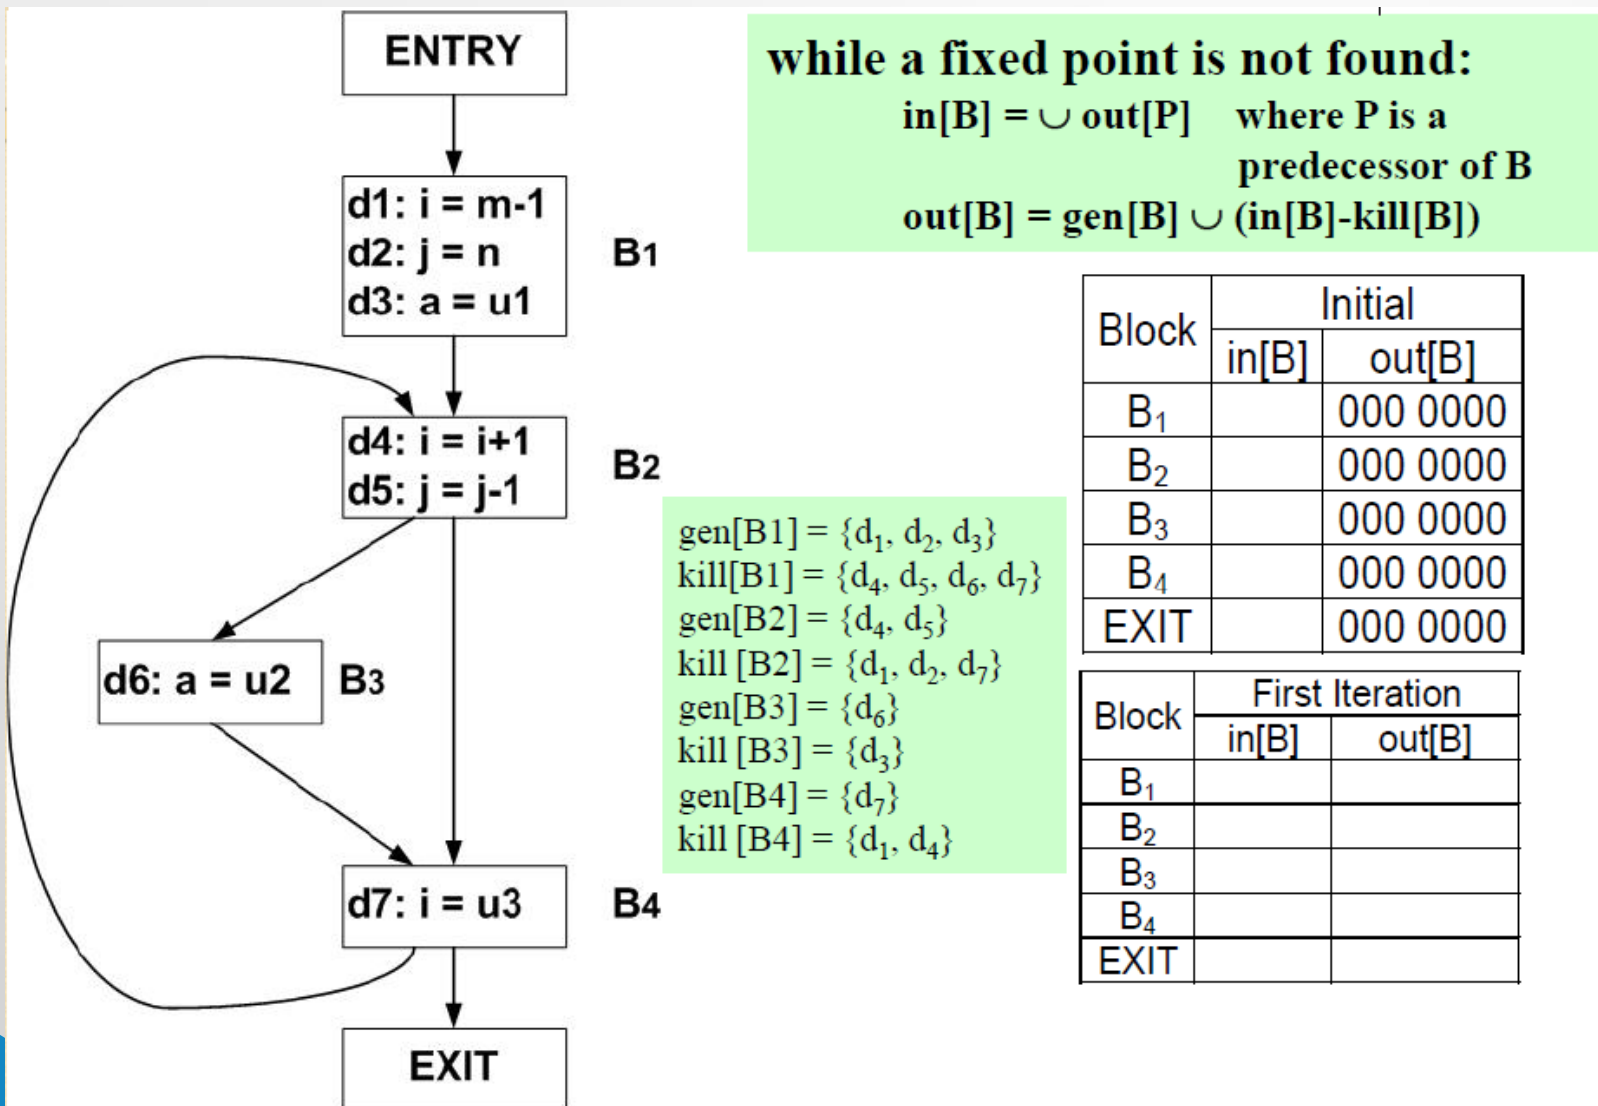 ENTRY
d1: i = m-1
d2: j = n
d3: a = u1
B1
d4: i = i+1
d5: j = j-1
B2
d6: a = u2
B3
d7: i = u3
B4
EXIT
while a fixed point is not found:
in[B] = ∪ out[P] where P is a
predecessor of B
out[B] = gen[B] ∪ (in[B]-kill[B])
gen[B1] = {d₁, d₂, d₃}
kill[B1] = {d₄, d₅, d₆, d₇}
gen[B2] = {d₄, d₅}
kill [B2] = {d₁, d₂, d₇}
gen[B3] = {d₆}
kill [B3] = {d₃}
gen[B4] = {d₇}
kill [B4] = {d₁, d₄}
Block Initial
in[B] out[B]
B₁ 000 0000
B₂ 000 0000
B₃ 000 0000
B₄ 000 0000
EXIT 000 0000
Block First Iteration
in[B] out[B]
B₁
B₂
B₃
B₄
EXIT